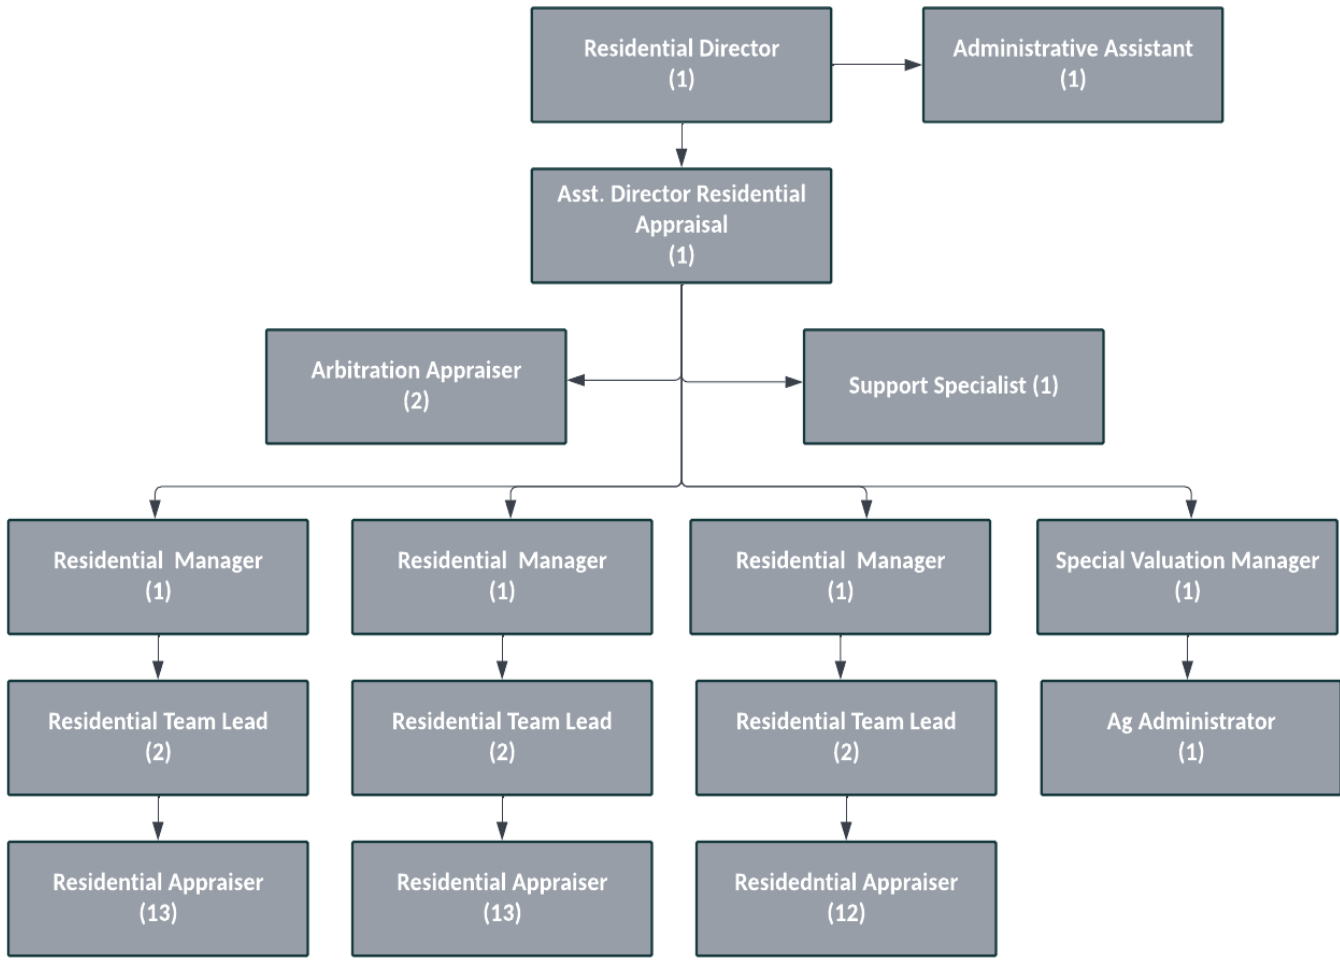 Residential Director
(1)
Administrative Assistant
(1)
Asst. Director Residential
Appraisal
(1)
Arbitration Appraiser
(2)
Support Specialist (1)
Residential  Manager
(1)
Residential  Manager
(1)
Residential  Manager
(1)
Special Valuation Manager
(1)
Residential Team Lead
(2)
Residential Team Lead
(2)
Residential Team Lead
(2)
Ag Administrator
(1)
Residential Appraiser
(13)
Residential Appraiser
(13)
Residedntial Appraiser
(12)